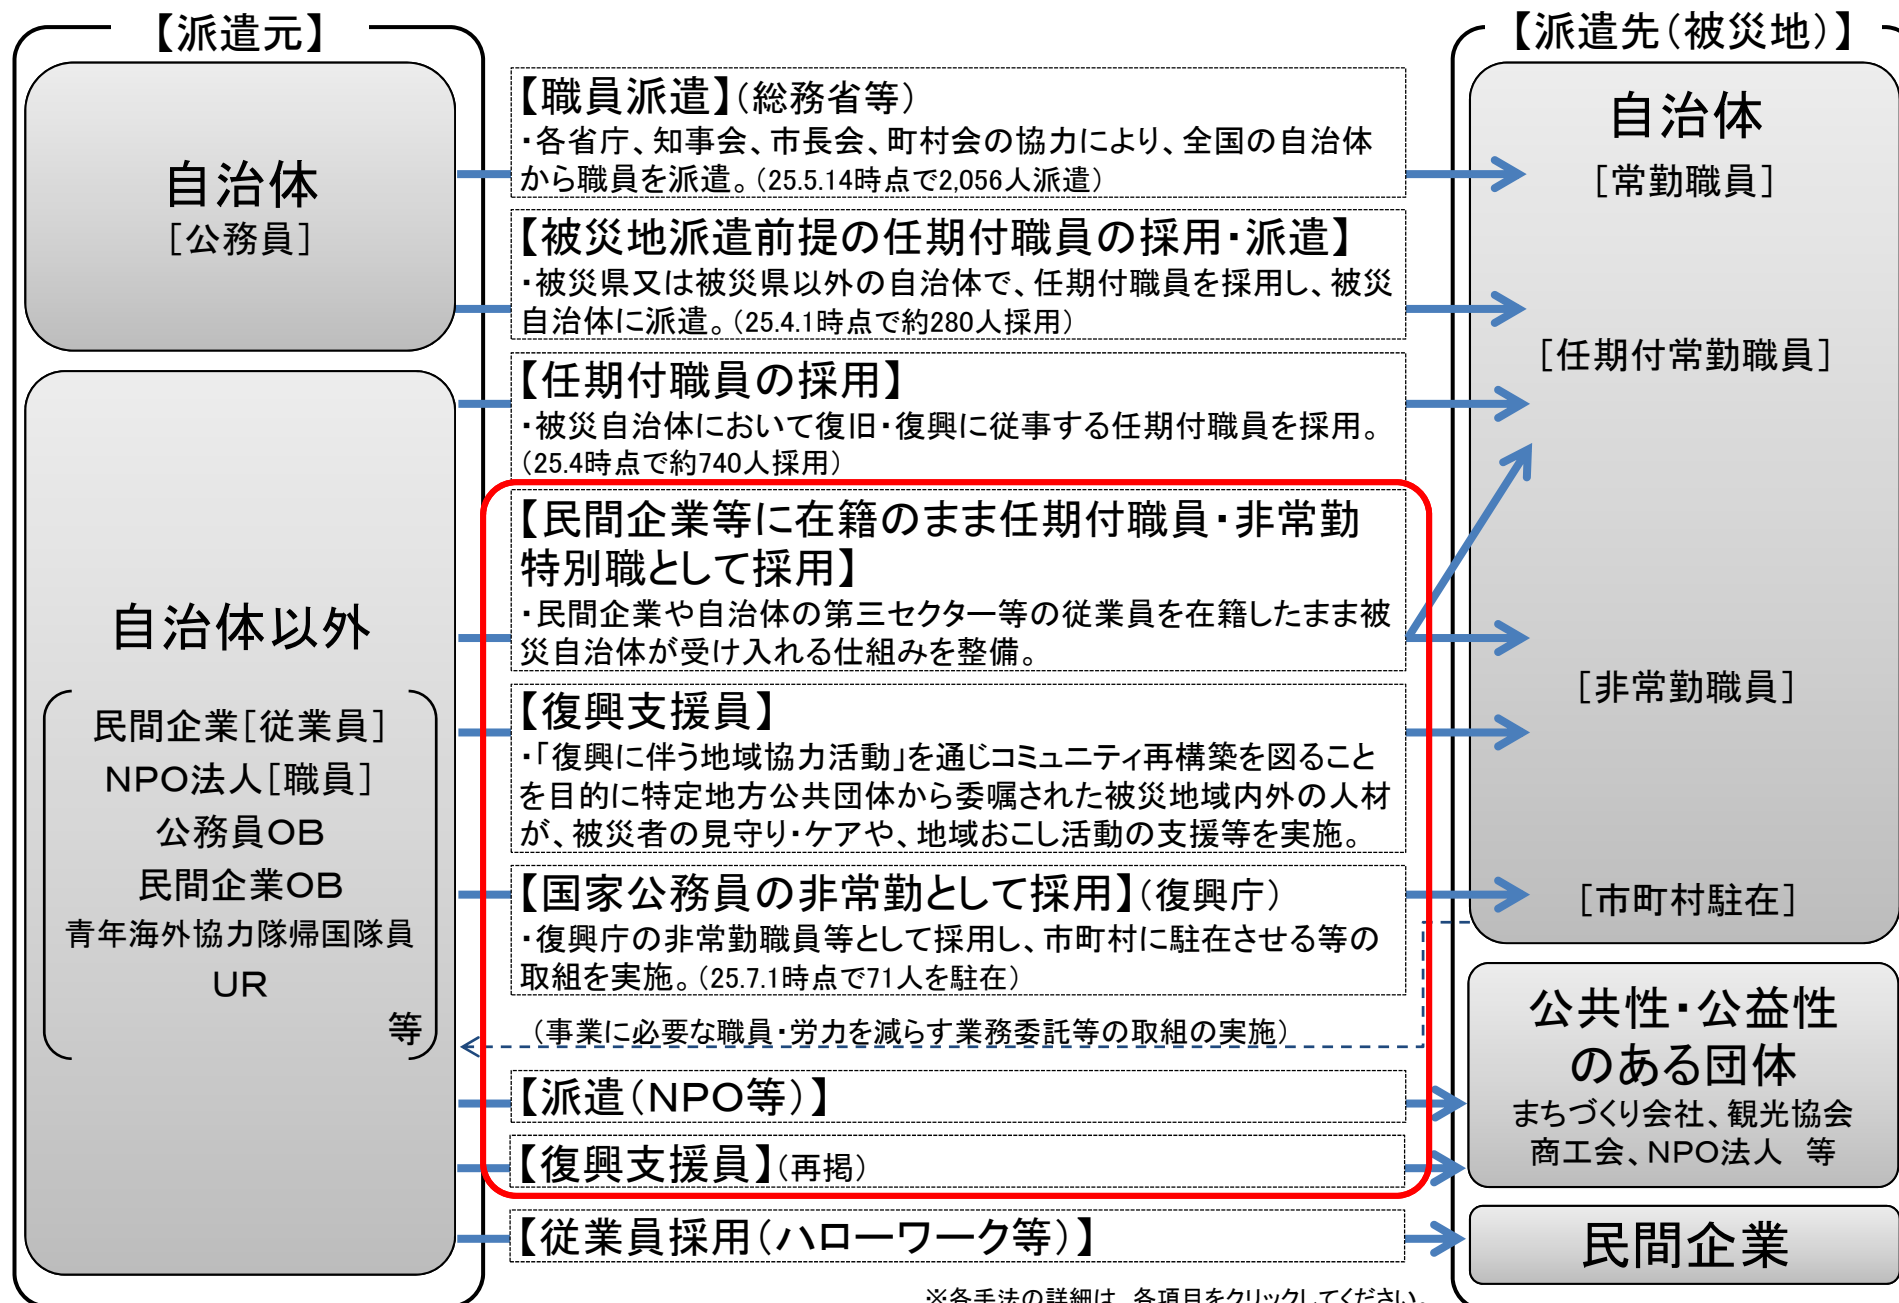 【派遣元】
自治体
［公務員］
自治体以外
民間企業［従業員］
ＮＰＯ法人［職員］
公務員ＯＢ
民間企業ＯＢ
青年海外協力隊帰国隊員
ＵＲ
等
【職員派遣】（総務省等）
・各省庁、知事会、市長会、町村会の協力により、全国の自治体
から職員を派遣。（25.5.14時点で2,056人派遣）
【被災地派遣前提の任期付職員の採用・派遣】
・被災県又は被災県以外の自治体で、任期付職員を採用し、被災
自治体に派遣。（25.4.1時点で約280人採用）
【任期付職員の採用】
・被災自治体において復旧・復興に従事する任期付職員を採用。
（25.4時点で約740人採用）
【民間企業等に在籍のまま任期付職員・非常勤
特別職として採用】
・民間企業や自治体の第三セクター等の従業員を在籍したまま被
災自治体が受け入れる仕組みを整備。
【復興支援員】
・「復興に伴う地域協力活動」を通じコミュニティ再構築を図ること
を目的に特定地方公共団体から委嘱された被災地域内外の人材
が、被災者の見守り・ケアや、地域おこし活動の支援等を実施。
【国家公務員の非常勤として採用】（復興庁）
・復興庁の非常勤職員等として採用し、市町村に駐在させる等の
取組を実施。（25.7.1時点で71人を駐在）
（事業に必要な職員・労力を減らす業務委託等の取組の実施）
【派遣（ＮＰＯ等）】
【復興支援員】（再掲）
【従業員採用（ハローワーク等）】
【派遣先（被災地）】
自治体
［常勤職員］
［任期付常勤職員］
［非常勤職員］
［市町村駐在］
公共性・公益性
のある団体
まちづくり会社、観光協会
商工会、ＮＰＯ法人　等
民間企業
※各手法の詳細は、各項目をクリックしてください。